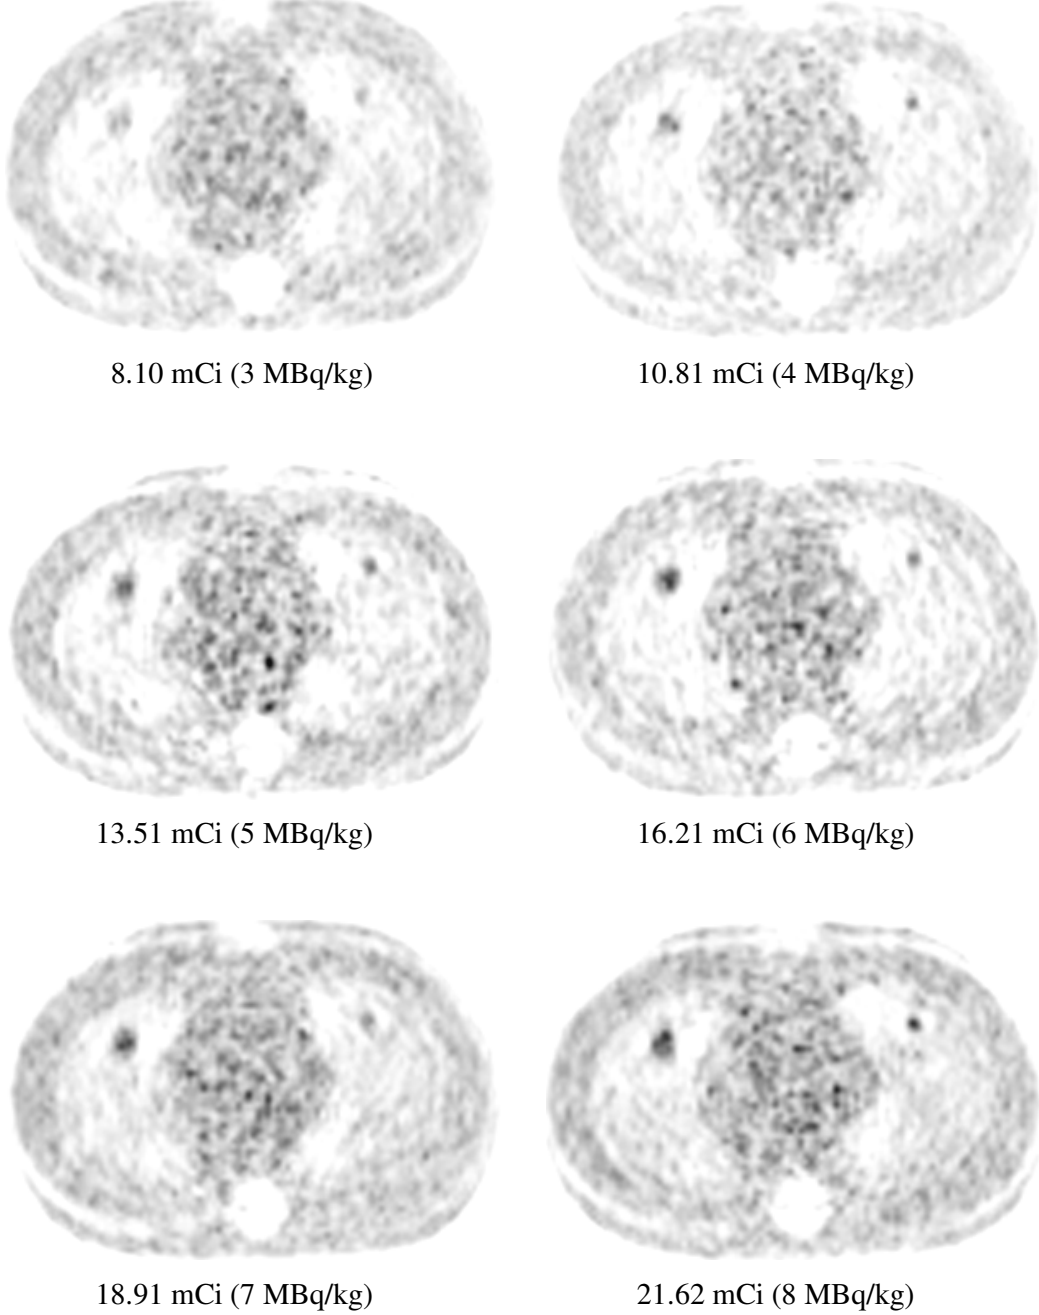 8.10 mCi (3 MBq/kg)
10.81 mCi (4 MBq/kg)
13.51 mCi (5 MBq/kg)
16.21 mCi (6 MBq/kg)
18.91 mCi (7 MBq/kg)
21.62 mCi (8 MBq/kg)